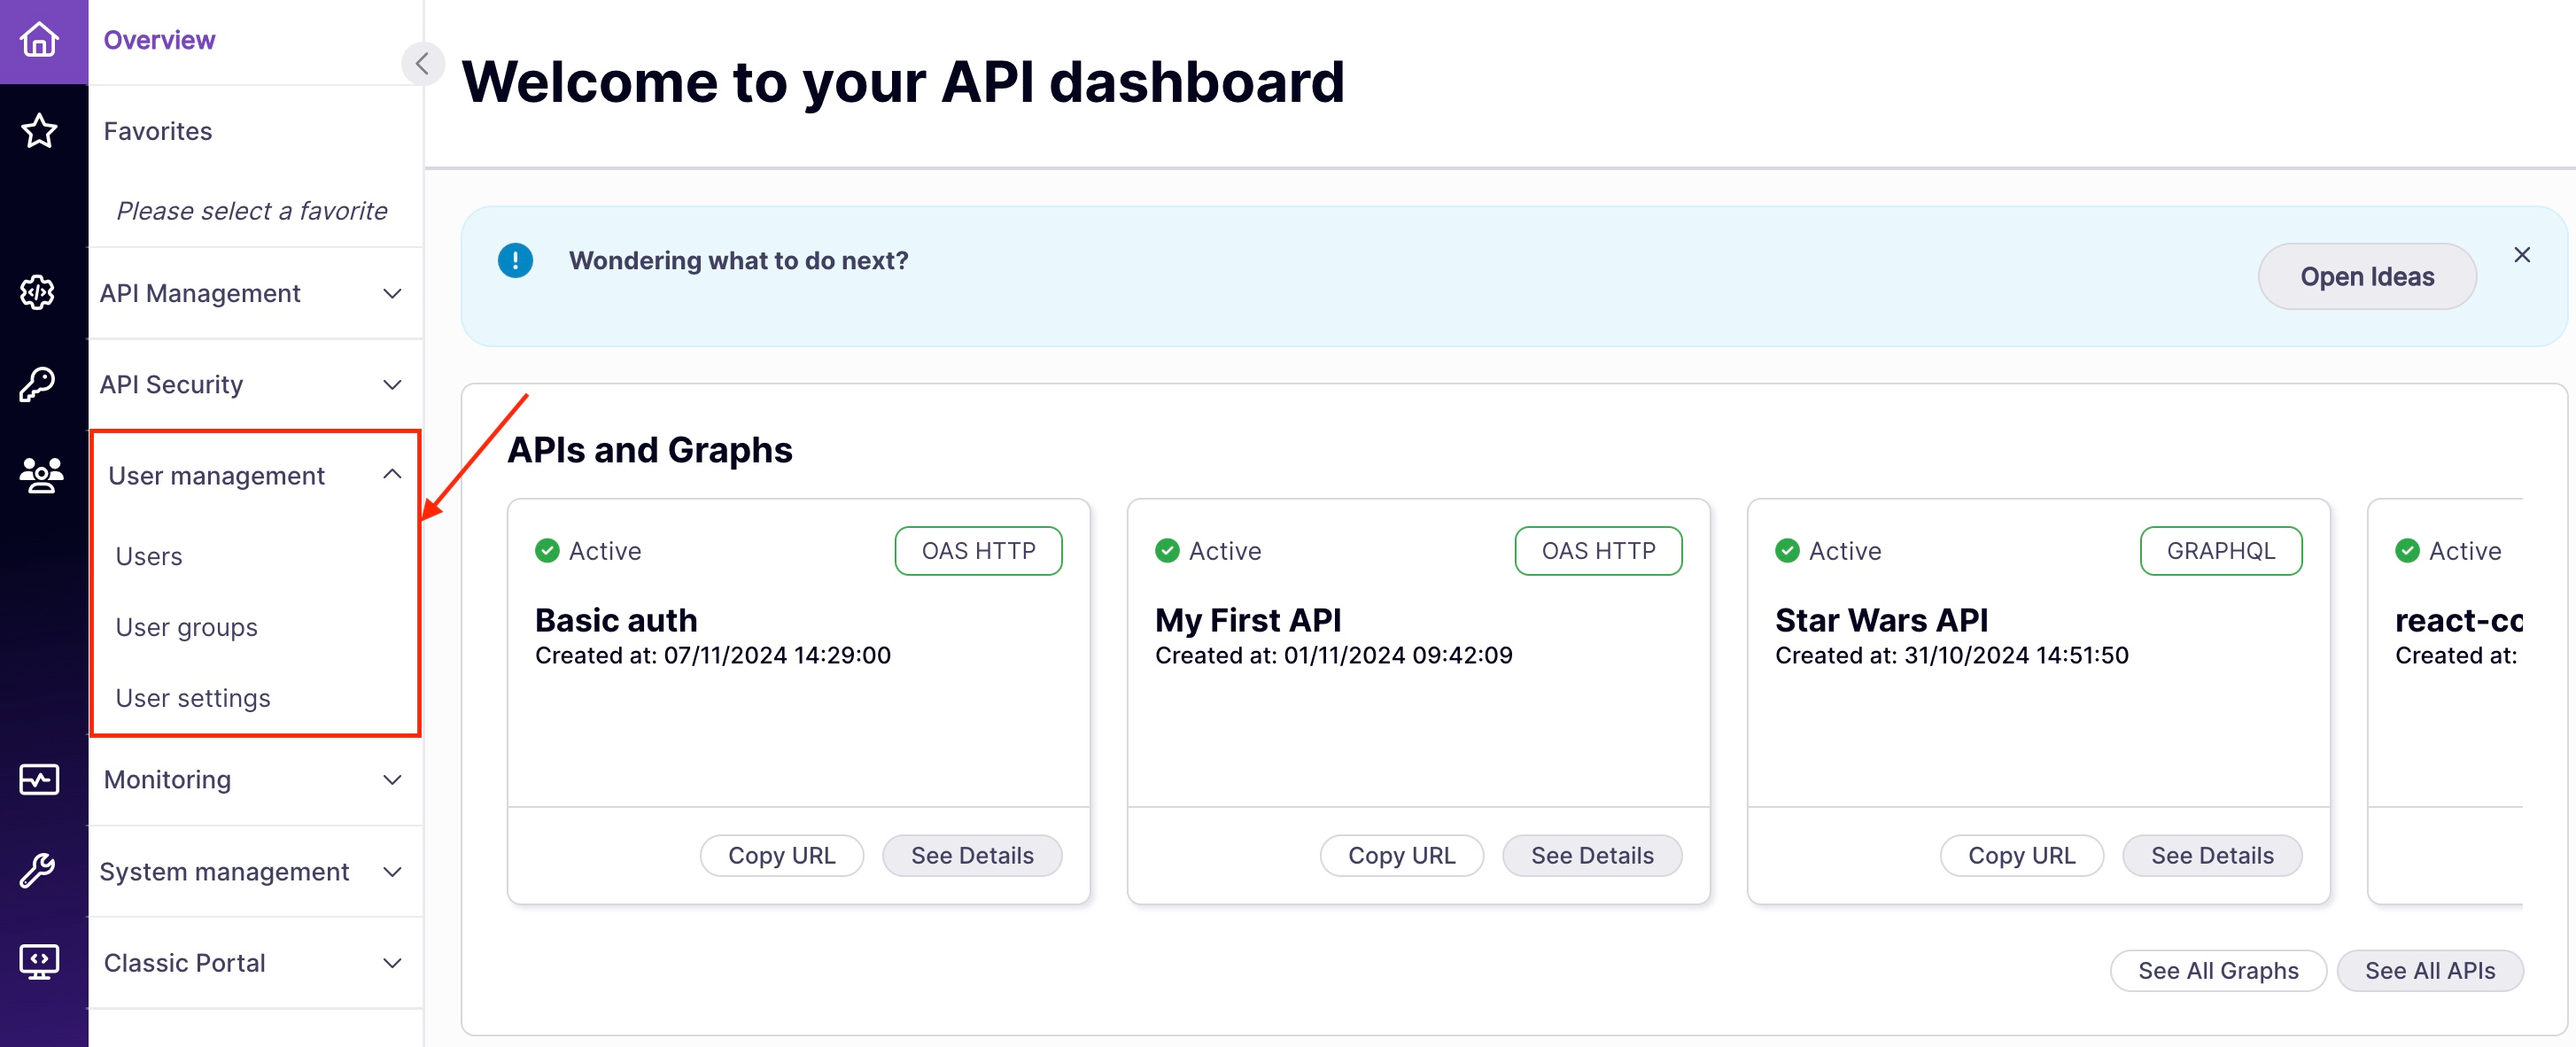 Overview
Favorites
Please select a favorite
API Management
API Security
User management
Users
User groups
User settings
Monitoring
System management
Classic Portal
Welcome to your API dashboard
Wondering what to do next?
Open Ideas
APIs and Graphs
Active
OAS HTTP
Basic auth
Created at: 07/11/2024 14:29:00
Copy URL
See Details
Active
OAS HTTP
My First API
Created at: 01/11/2024 09:42:09
Copy URL
See Details
Active
GRAPHQL
Star Wars API
Created at: 31/10/2024 14:51:50
Copy URL
See Details
Active
react-co
Created at:
See All Graphs
See All APIs